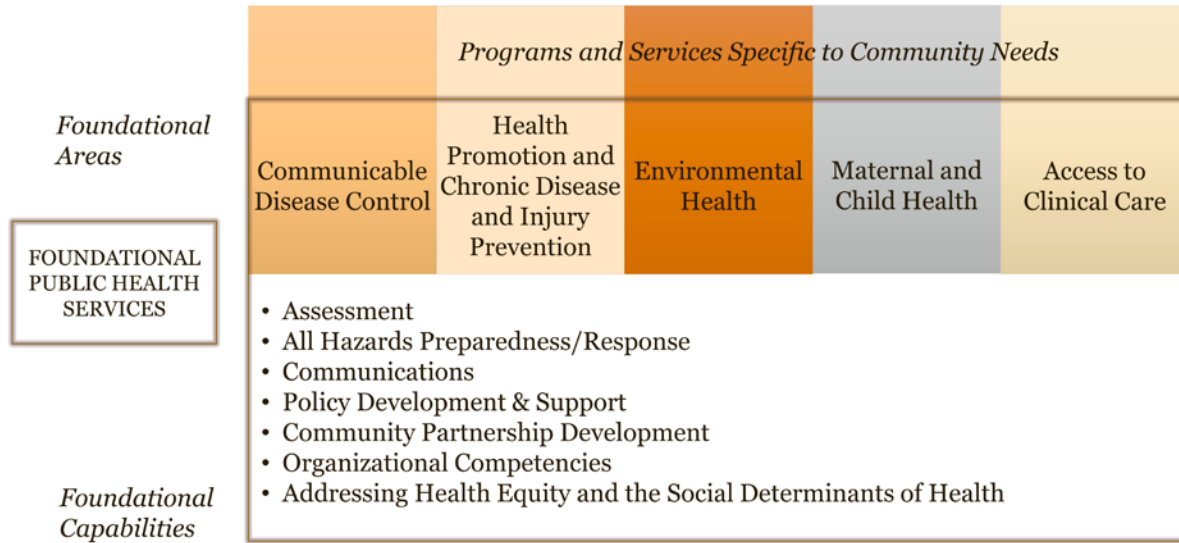 Programs and Services Specific to Community Needs
Foundational
Areas
Communicable
Disease Control
Health
Promotion and
Chronic Disease
and Injury
Prevention
Environmental
Health
Maternal and
Child Health
Access to
Clinical Care
FOUNDATIONAL
PUBLIC HEALTH
SERVICES
• Assessment
• All Hazards Preparedness/Response
• Communications
• Policy Development & Support
• Community Partnership Development
• Organizational Competencies
• Addressing Health Equity and the Social Determinants of Health
Foundational
Capabilities